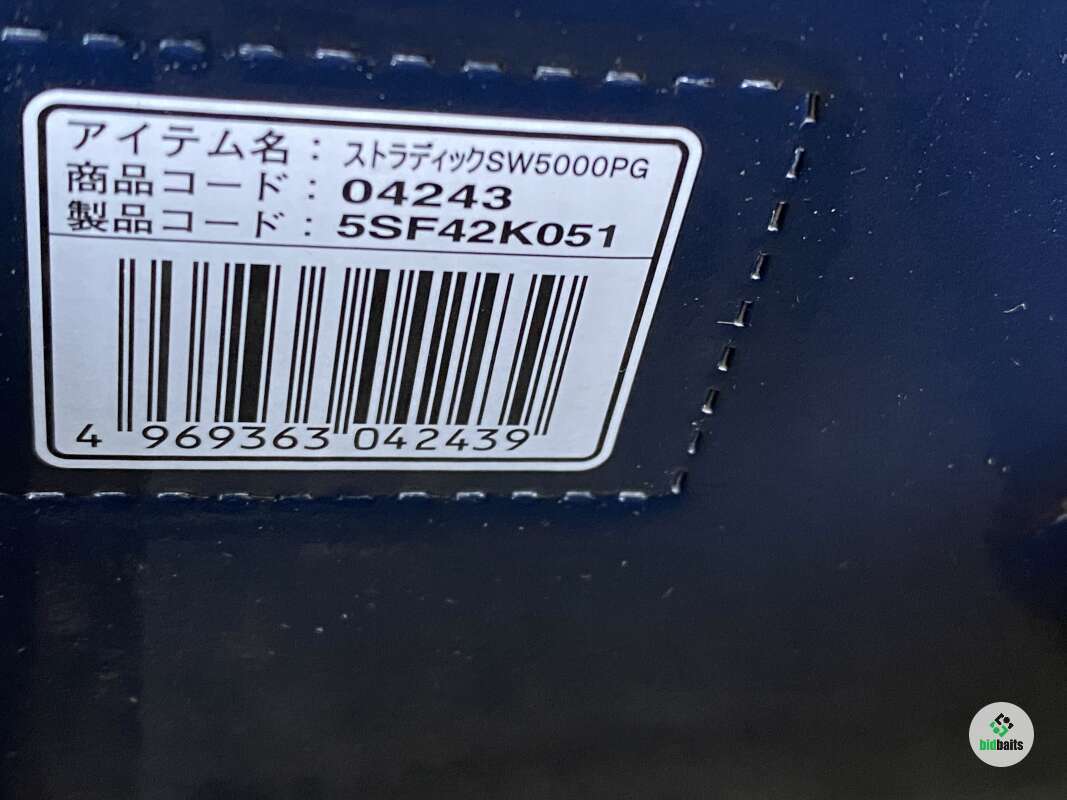 アイテム名：ストラディックSW5000PG
商品コード：04243
製品コード：5SF42K051
4 969363 042439
bidbaits